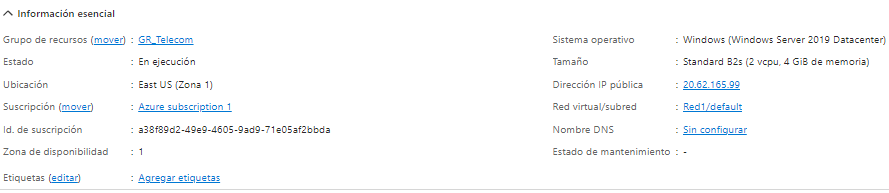 Información esencial
Grupo de recursos (mover) : GR_Telecom
Estado : En ejecución
Ubicación : East US (Zona 1)
Suscripción (mover) : Azure subscription 1
Id. de suscripción : a38f89d2-49e9-4605-9ad9-71e05af2bbda
Zona de disponibilidad : 1
Etiquetas (editar) : Agregar etiquetas
Sistema operativo : Windows (Windows Server 2019 Datacenter)
Tamaño : Standard B2s (2 vcpu, 4 GiB de memoria)
Dirección IP pública : 20.62.165.99
Red virtual/subred : Red1/default
Nombre DNS : Sin configurar
Estado de mantenimiento : -